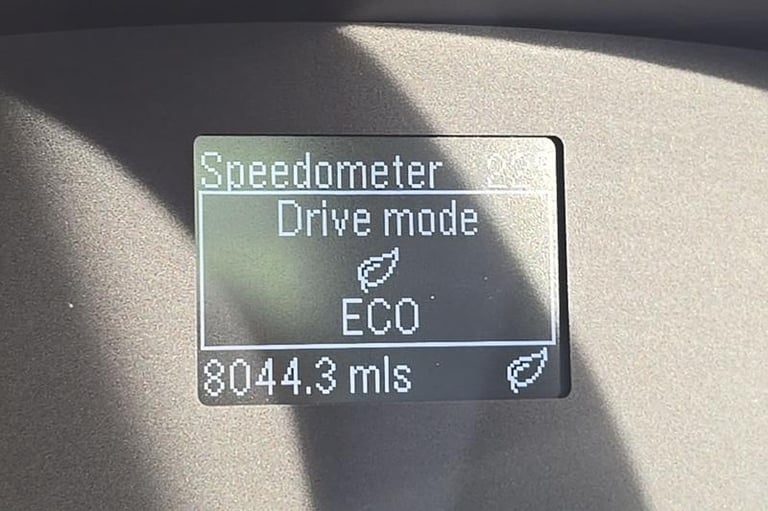 Speedometer
Drive mode
ECO
8044.3 mls